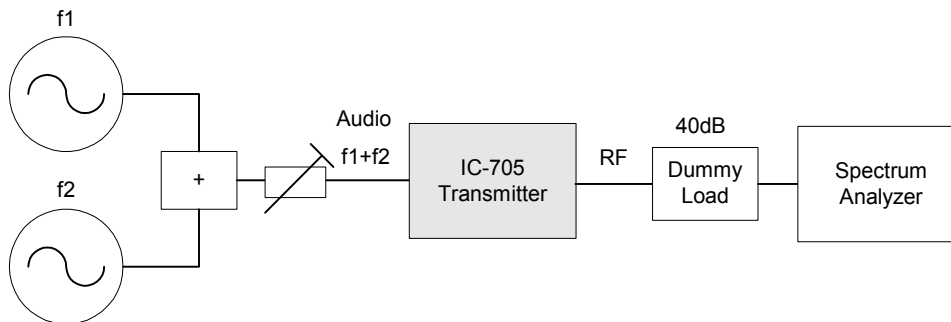 f1
f2
+
Audio
f1+f2
IC-705
Transmitter
RF
40dB
Dummy
Load
Spectrum
Analyzer